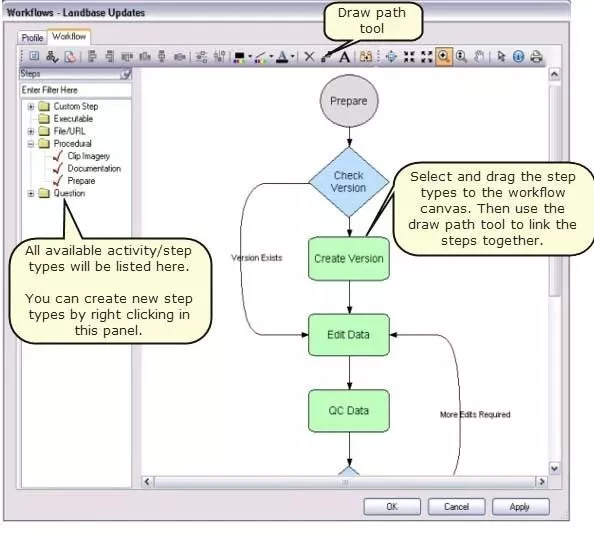 Workflows - Landbase Updates
Draw path
tool
Profile
Workflow
A
A
Steps
Enter Filter Here
Custom Step
Executable
File/URL
Procedural
Clip Imagery
Documentation
Prepare
Question
All available activity/step
types will be listed here.
You can create new step
types by right clicking in
this panel.
Prepare
Check
Version
Select and drag the step
types to the workflow
canvas. Then use the
draw path tool to link the
steps together.
Version Exists
Create Version
Edit Data
QC Data
More Edits Required
OK
Cancel
Apply